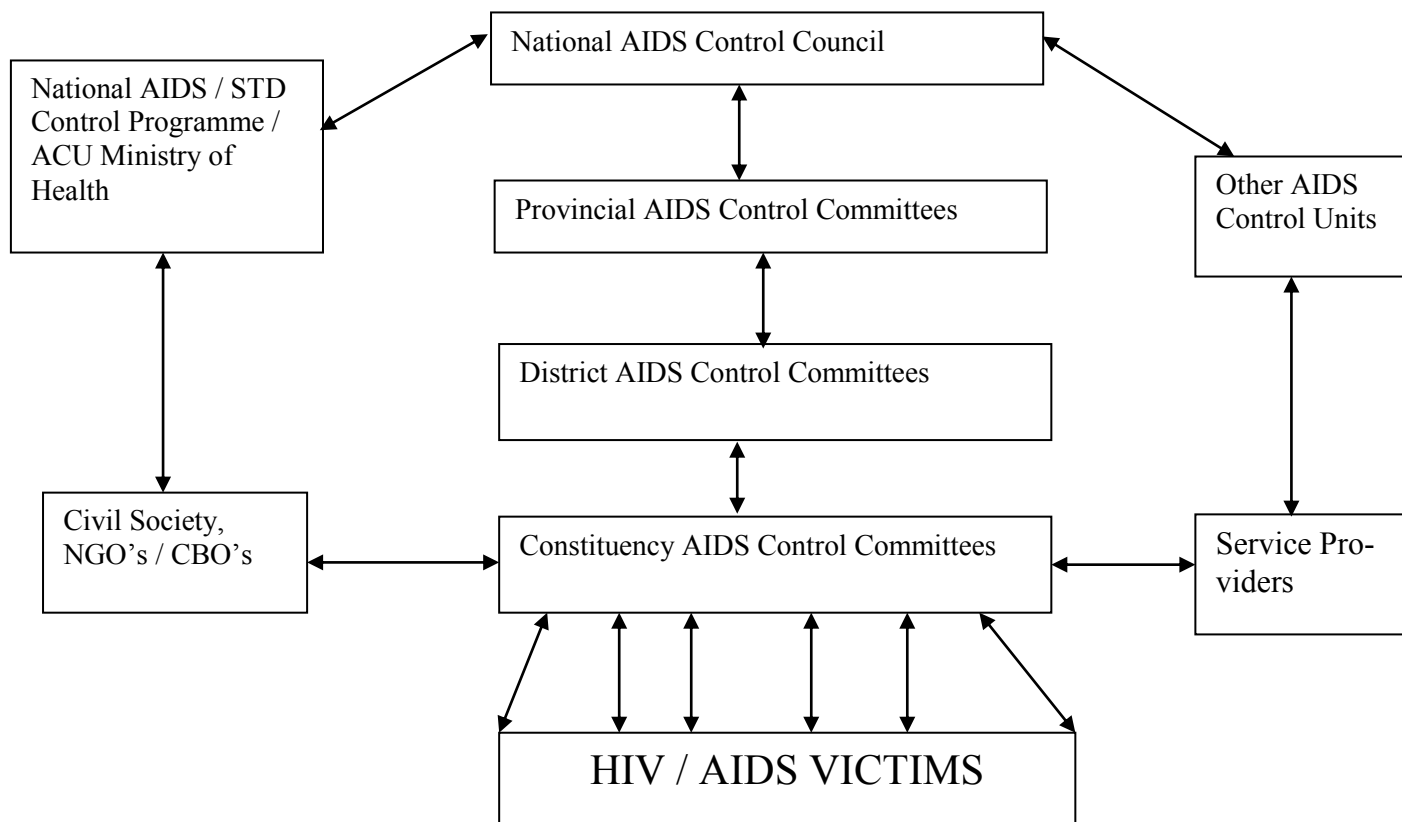 National AIDS Control Council
National AIDS / STD
Control Programme /
ACU Ministry of
Health
Other AIDS
Control Units
Provincial AIDS Control Committees
District AIDS Control Committees
Civil Society,
NGO’s / CBO’s
Constituency AIDS Control Committees
Service Pro-
viders
HIV / AIDS VICTIMS